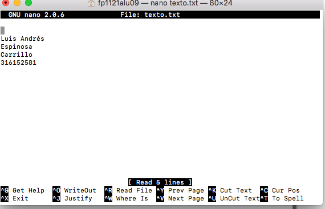 fp1121alu09 — nano texto.txt — 80×24
GNU nano 2.0.6 File: texto.txt
Luis Andrés
Espinosa
Carrillo
316152581
[ Read 5 lines ]
^G Get Help ^O WriteOut ^R Read File ^Y Prev Page ^K Cut Text ^C Cur Pos
^X Exit ^J Justify ^W Where Is ^V Next Page ^U UnCut Text ^T To Spell